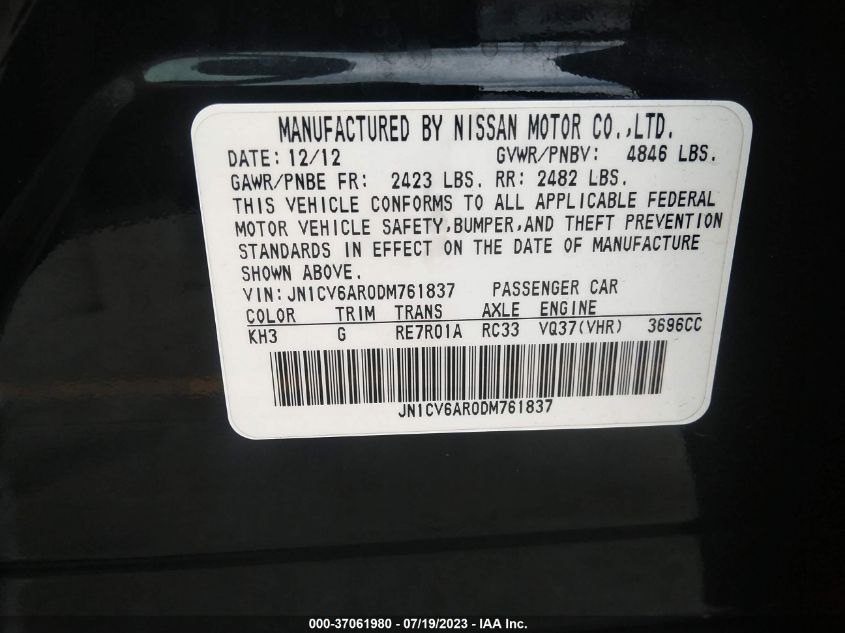 MANUFACTURED BY NISSAN MOTOR CO.,LTD.
DATE: 12/12 GVWR/PNBV: 4846 LBS.
GAWR/PNBE FR: 2423 LBS. RR: 2482 LBS.
THIS VEHICLE CONFORMS TO ALL APPLICABLE FEDERAL
MOTOR VEHICLE SAFETY,BUMPER,AND THEFT PREVENTION
STANDARDS IN EFFECT ON THE DATE OF MANUFACTURE
SHOWN ABOVE.
VIN:JN1CV6AR0DM761837 PASSENGER CAR
COLOR TRIM TRANS AXLE ENGINE
KH3 G RE7R01A RC33 VQ37(VHR) 3696CC
JN1CV6AR0DM761837
000-37061980 - 07/19/2023 - IAA Inc.